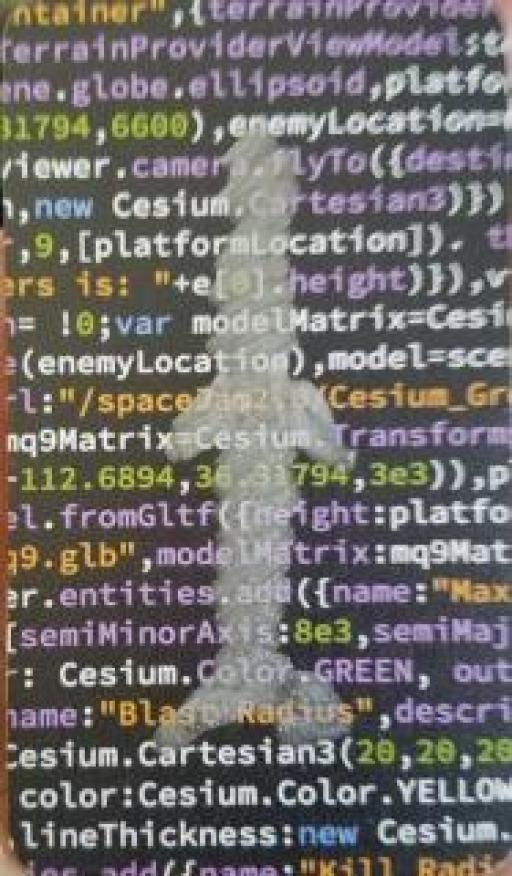 ntainer",{terrainProvider
TerrainProviderViewModel:t
ene.globe.ellipsoid,platfo
31794,6600),enemyLocation=
viewer.camera.flyTo({destin
n,new Cesium.Cartesian3)})
,9,[platformLocation]). t
ers is: "+e[0].height)}),v
n= !0;var modelMatrix=Cesi
e(enemyLocation),model=sce
rl:"/space /Cesium_Gr
mq9Matrix=Cesium.Transform
-112.6894,36.31794,3e3)),p
el.fromGltf({height:platfo
q9.glb",modelMatrix:mq9Mat
er.entities.add({name:"Max
[semiMinorAxis:8e3,semiMaj
r: Cesium.Color.GREEN, out
name:"Blast Radius",descri
Cesium.Cartesian3(20,20,20
color:Cesium.Color.YELLOW
lineThickness:new Cesium.
ies.add({name:"Kill Radi